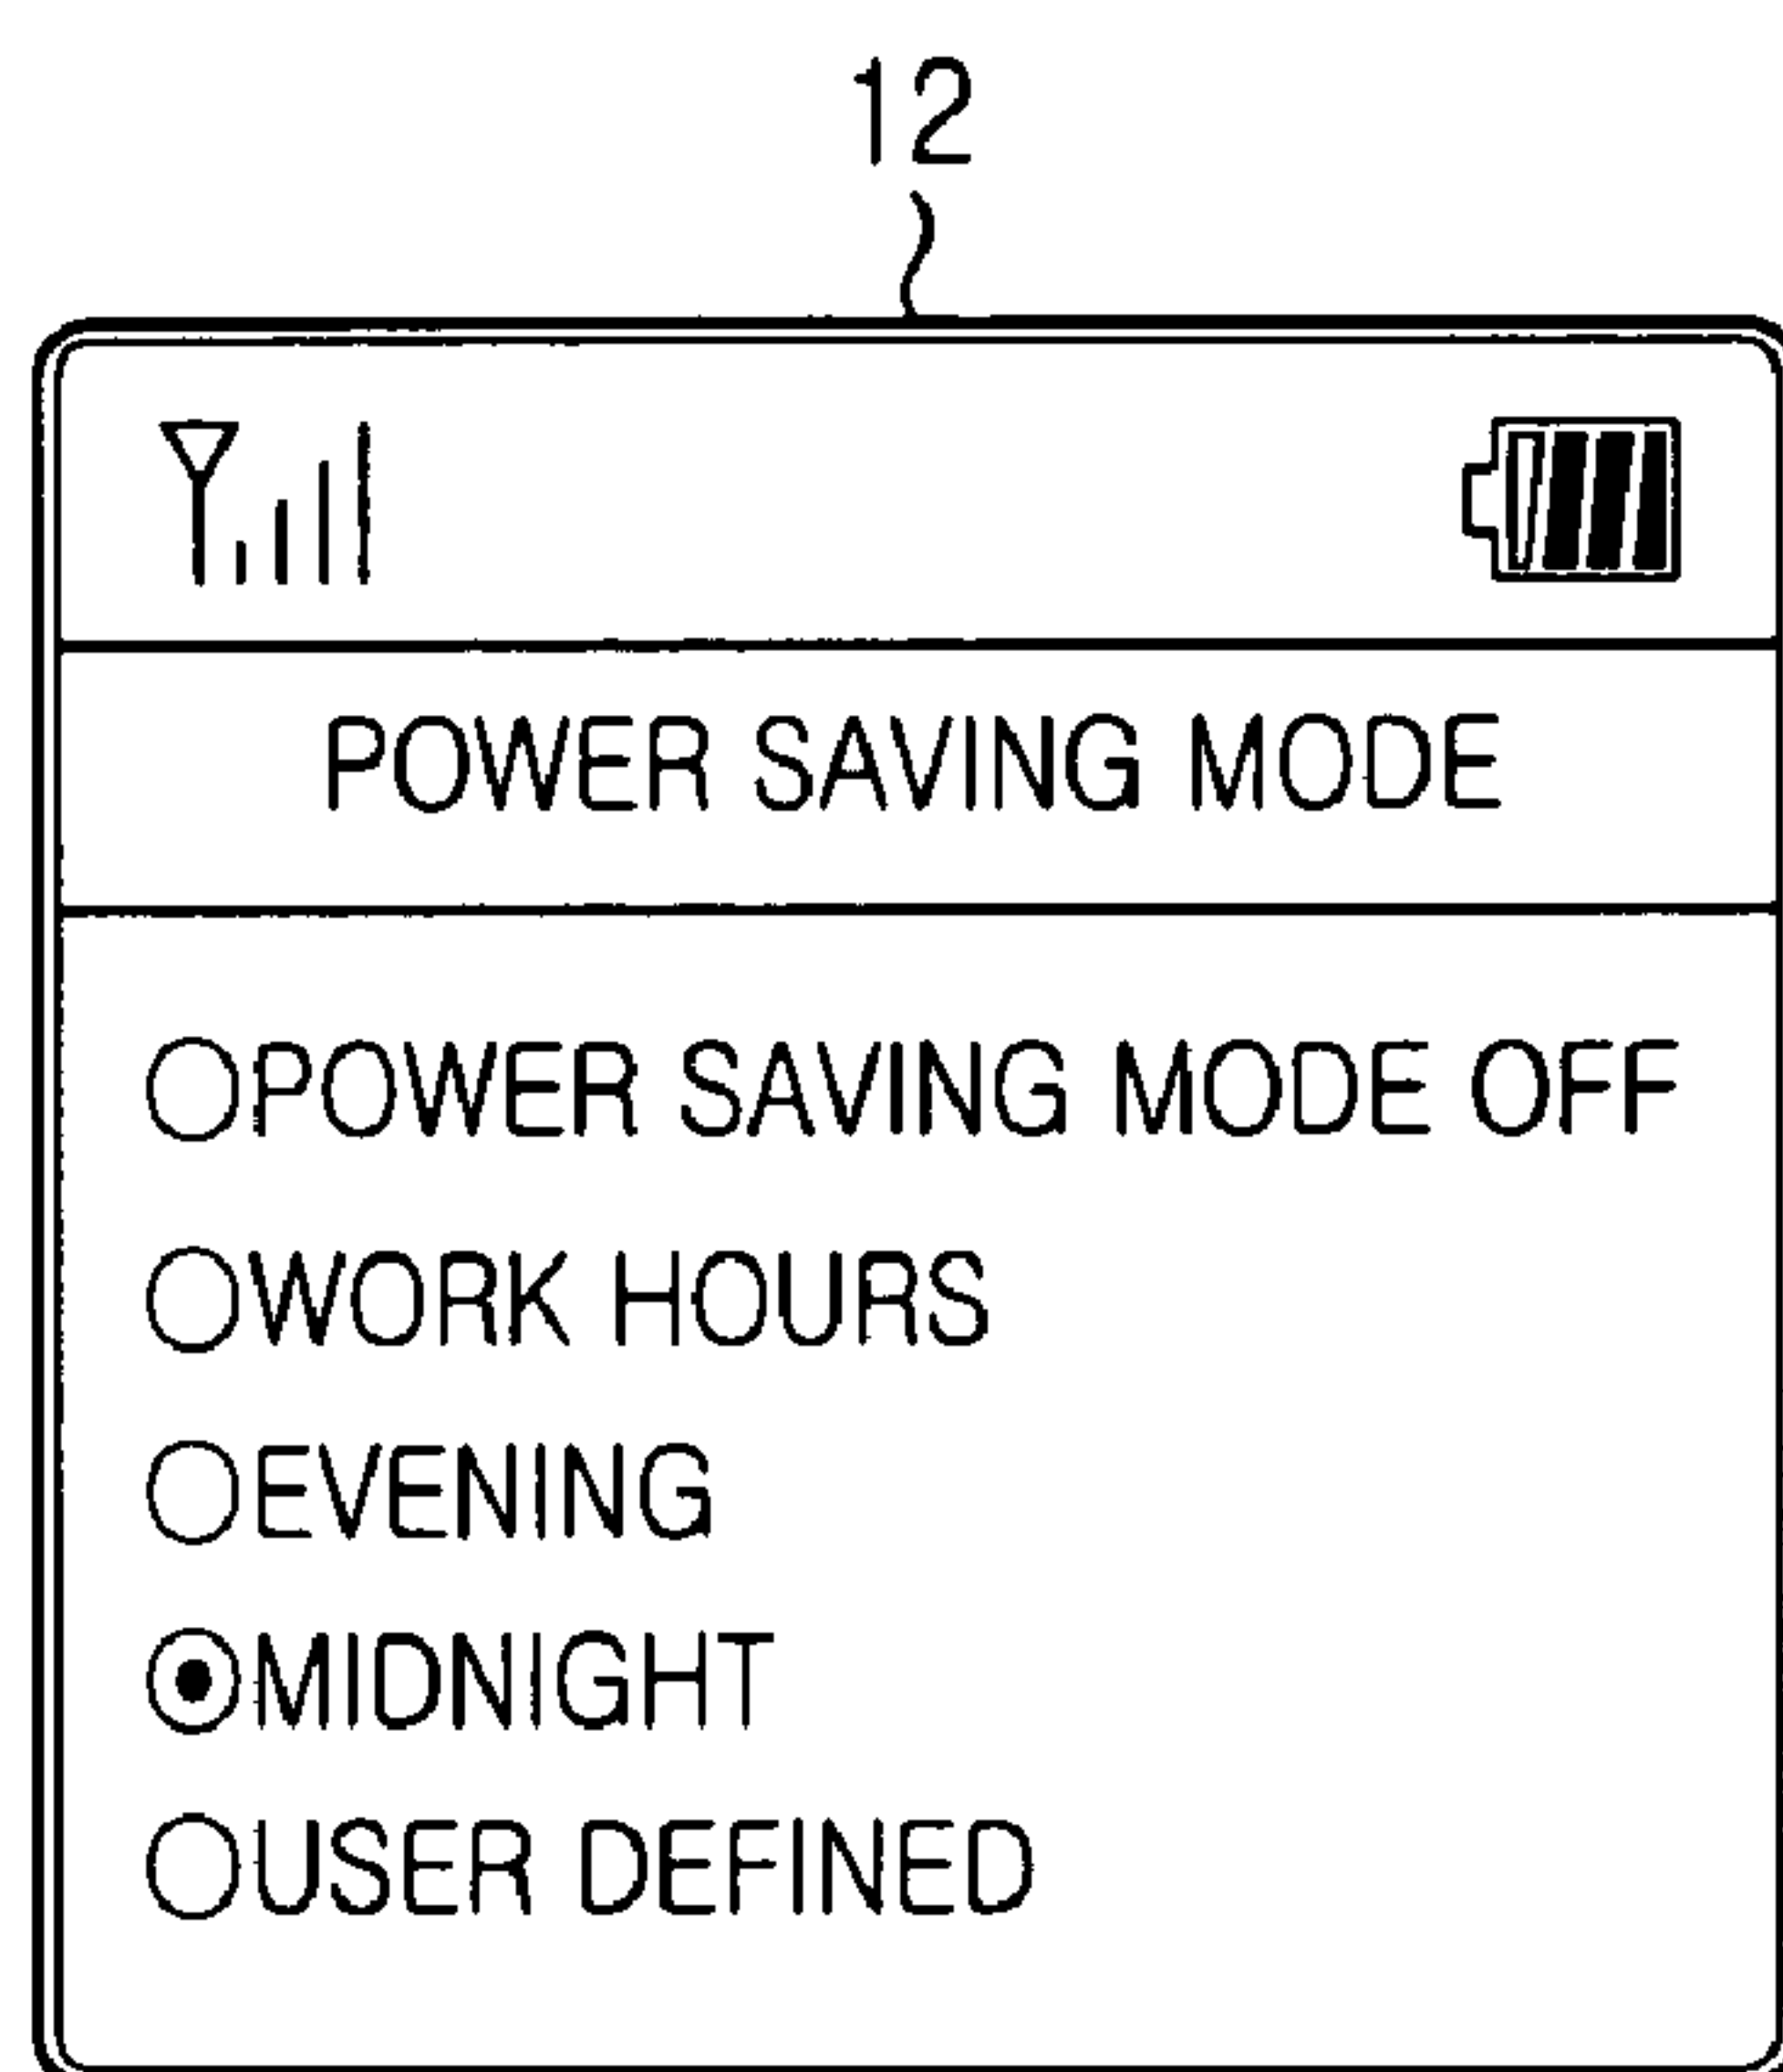 12
POWER SAVING MODE
POWER SAVING MODE OFF
WORK HOURS
EVENING
MIDNIGHT
USER DEFINED